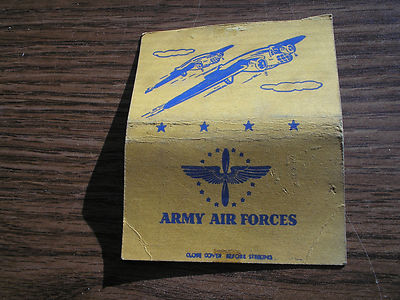 ARMY AIR FORCES
CLOSE COVER BEFORE STRIKING